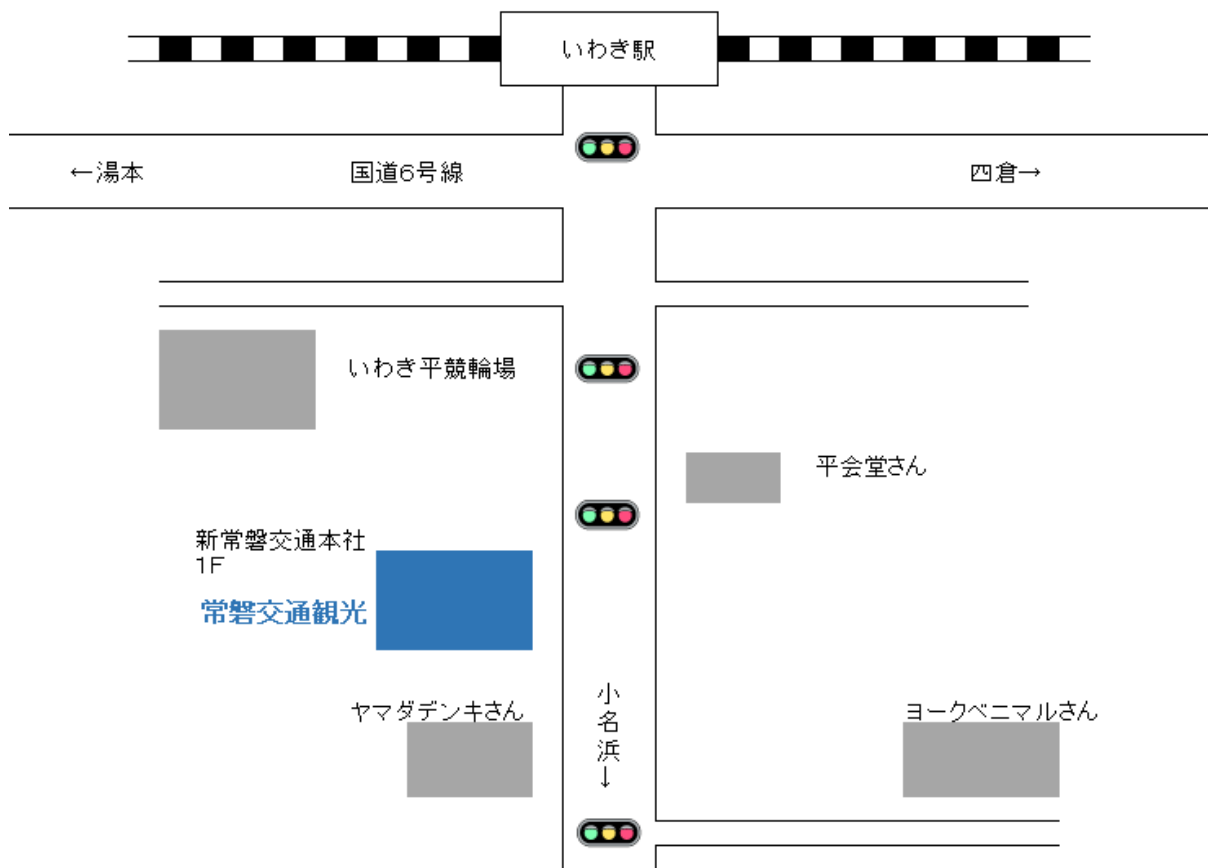 いわき駅
←湯本
国道6号線
四倉→
いわき平競輪場
平会堂さん
新常磐交通本社
1F
常磐交通観光
ヤマダデンキさん
小名浜→
ヨークベニマルさん